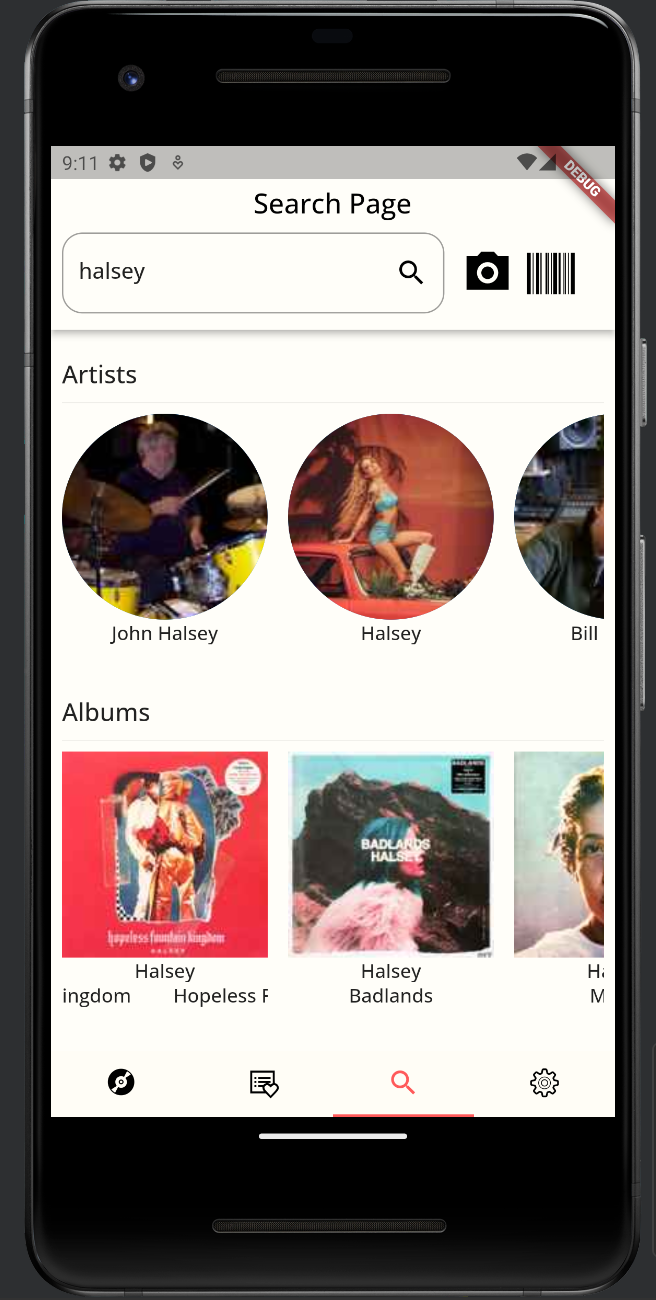 9:11
DEBUG
Search Page
halsey
Artists
John Halsey
Halsey
Bill
Albums
hopeless fountain kingdom
HALSEY
BADLANDS
BADLANDS
HALSEY
Halsey
Halsey
Ha
ingdom Hopeless F
Badlands
M